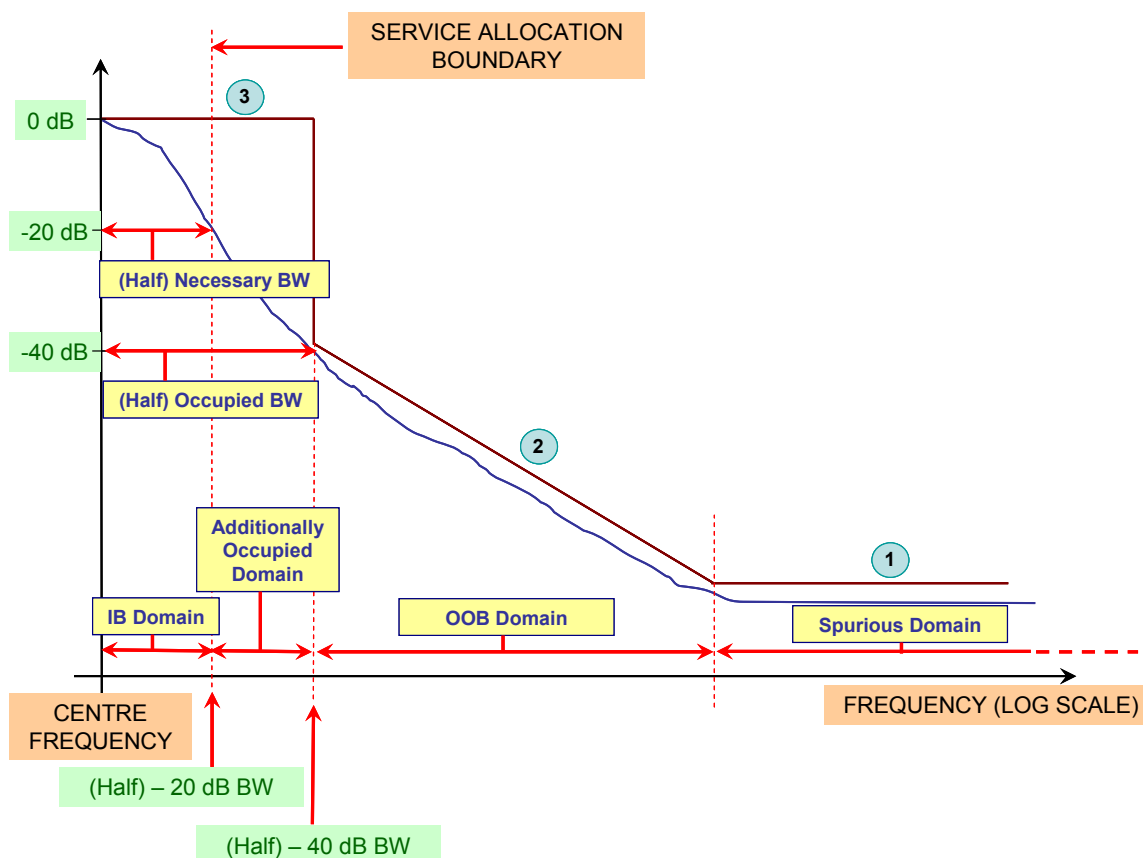 SERVICE ALLOCATION
BOUNDARY
3
0 dB
-20 dB
(Half) Necessary BW
-40 dB
(Half) Occupied BW
2
Additionally
Occupied
Domain
1
IB Domain
OOB Domain
Spurious Domain
CENTRE
FREQUENCY
FREQUENCY (LOG SCALE)
(Half) – 20 dB BW
(Half) – 40 dB BW